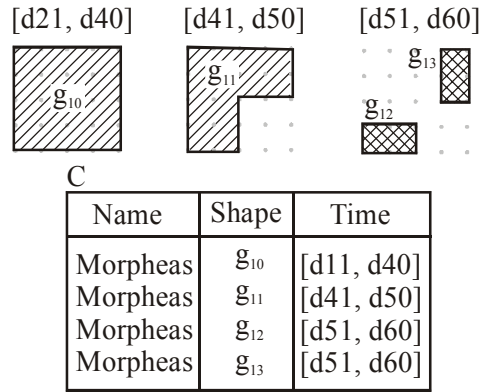 [d21, d40] [d41, d50] [d51, d60]
g10 g11 g13
g12
C
Name Shape Time
Morpheas g10 [d11, d40]
Morpheas g11 [d41, d50]
Morpheas g12 [d51, d60]
Morpheas g13 [d51, d60]